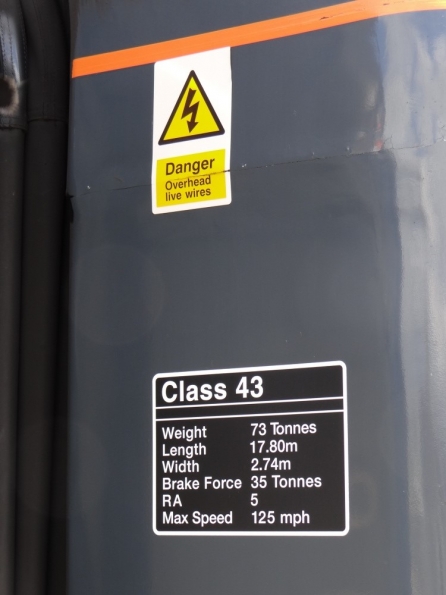 Danger
Overhead
live wires
Class 43
Weight 73 Tonnes
Length 17.80m
Width 2.74m
Brake Force 35 Tonnes
RA 5
Max Speed 125 mph